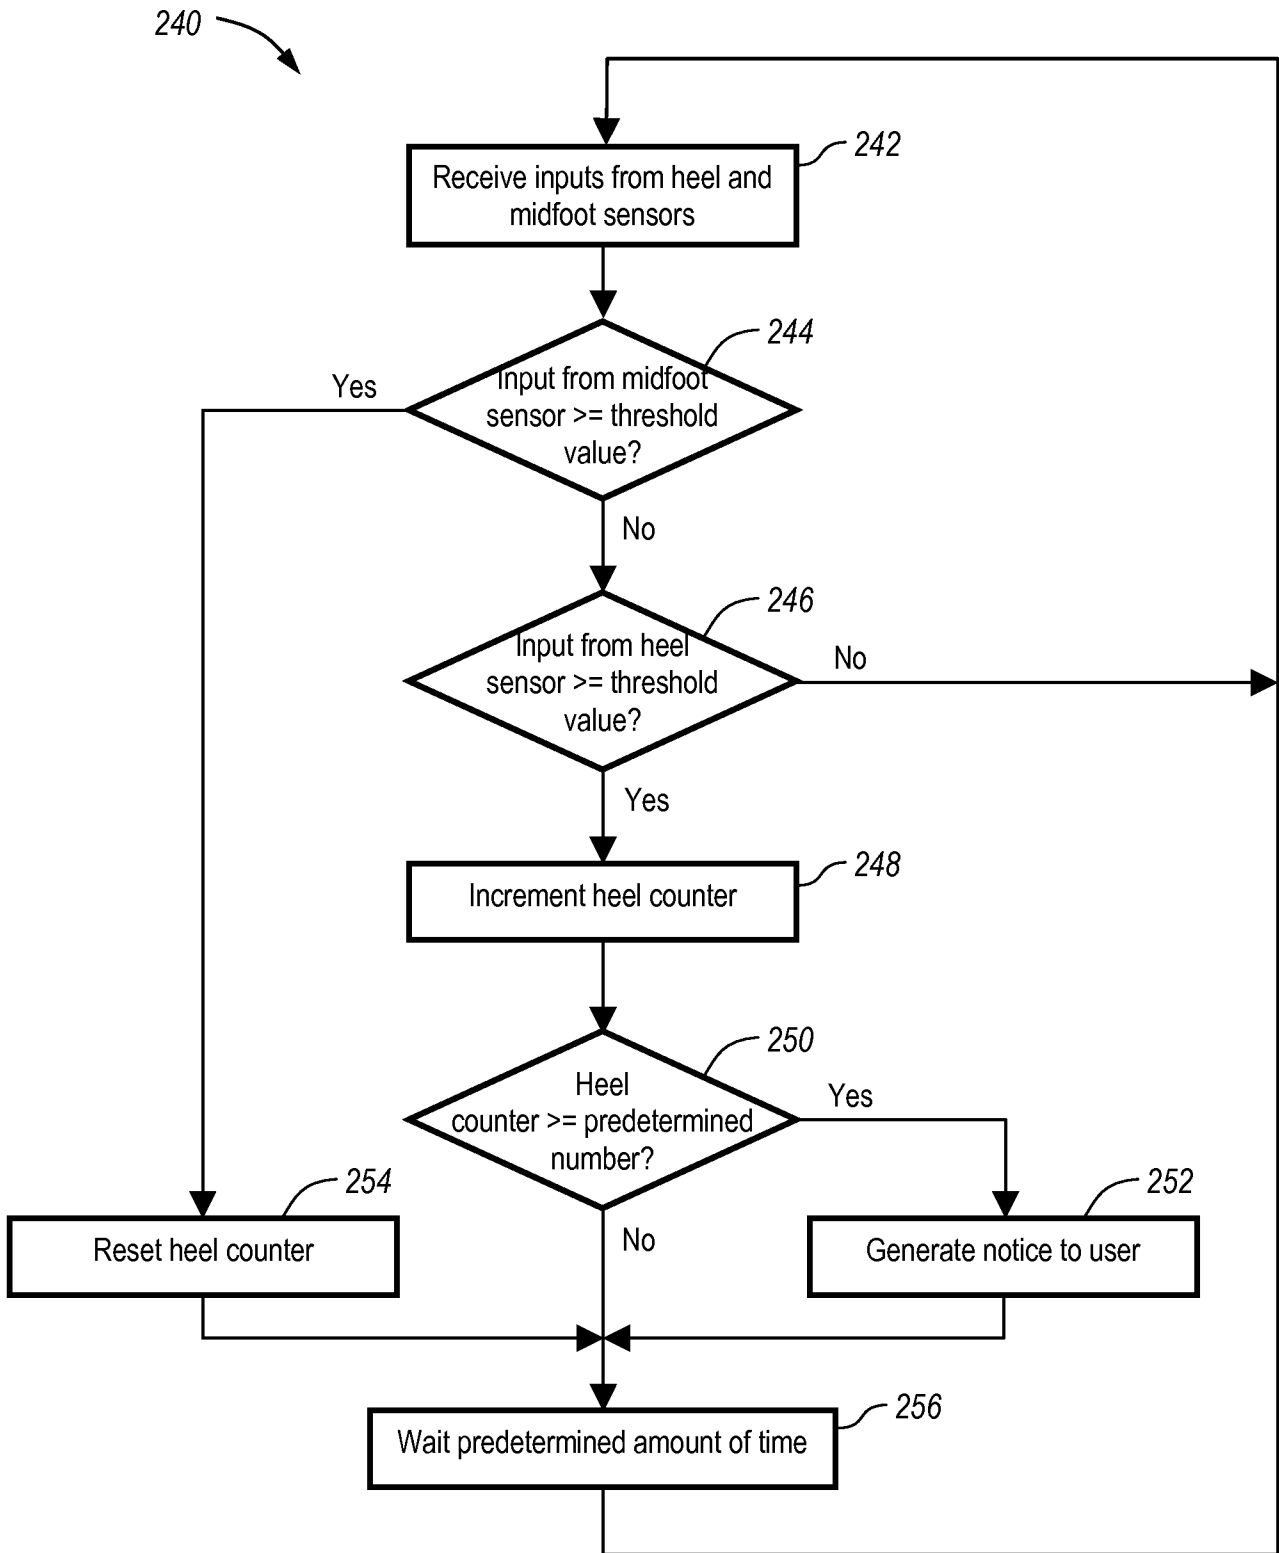 240
242
Receive inputs from heel and
midfoot sensors
244
Yes
Input from midfoot
sensor >= threshold
value?
No
246
Input from heel
sensor >= threshold
value?
No
Yes
248
Increment heel counter
250
Heel
counter >= predetermined
number?
Yes
254
252
No
Reset heel counter
Generate notice to user
256
Wait predetermined amount of time